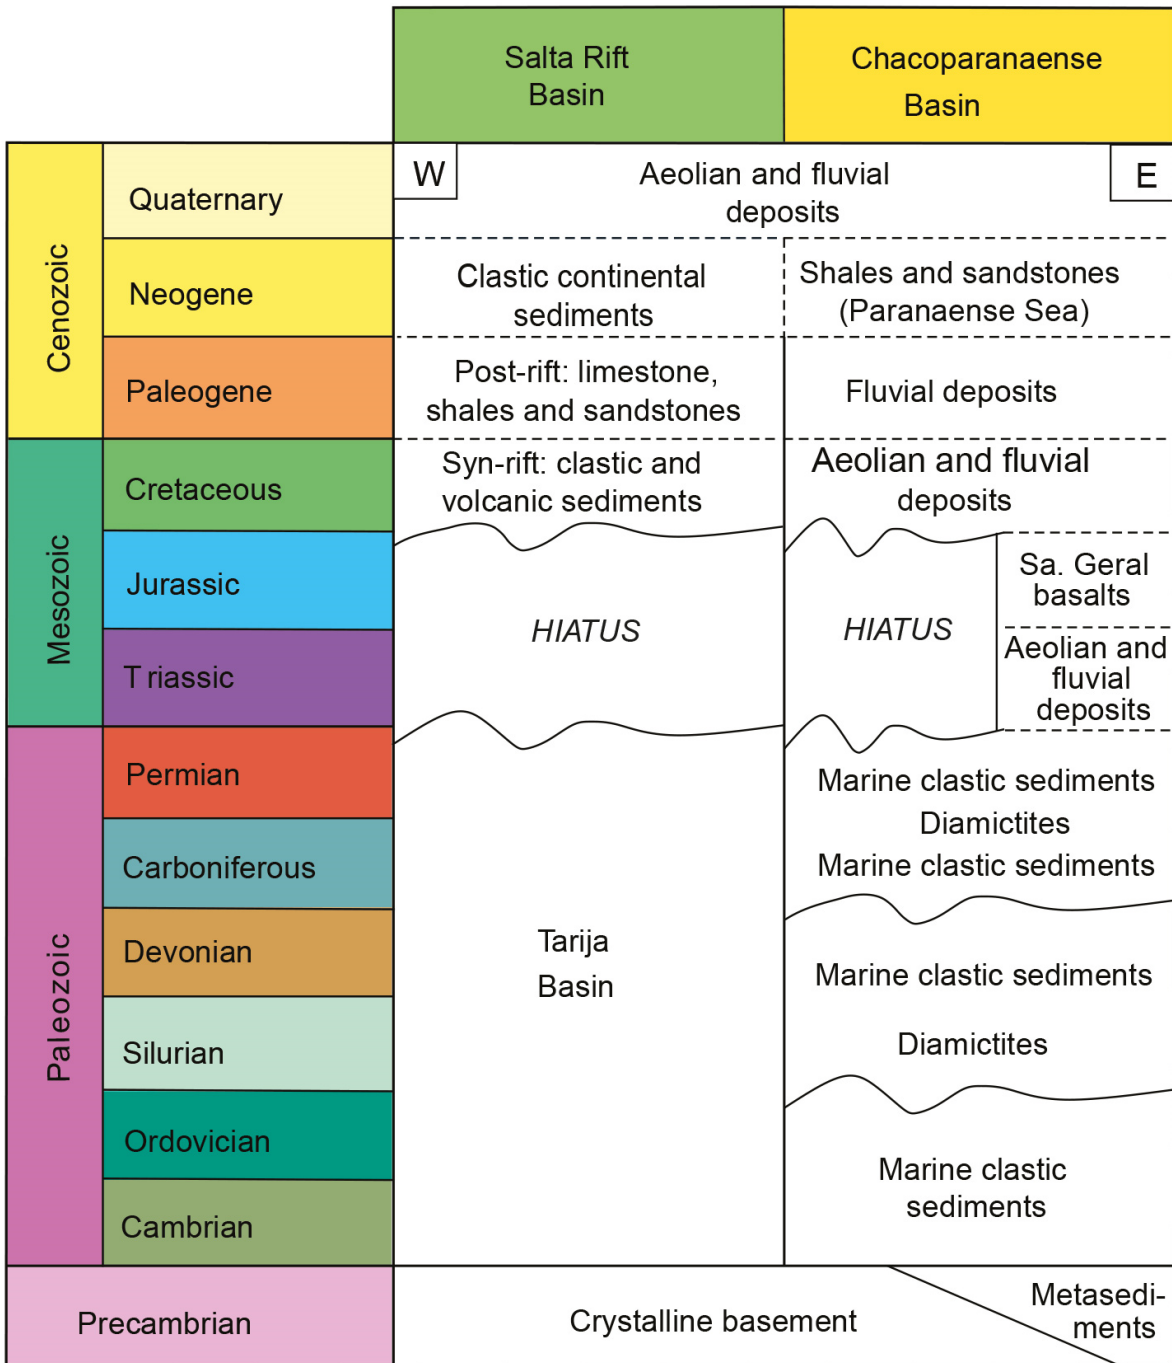 Salta Rift
Basin
Chacoparanaense
Basin
Cenozoic
Quaternary
W
Aeolian and fluvial
deposits
E
Neogene
Clastic continental
sediments
Shales and sandstones
(Paranaense Sea)
Paleogene
Post-rift: limestone,
shales and sandstones
Fluvial deposits
Mesozoic
Cretaceous
Syn-rift: clastic and
volcanic sediments
Aeolian and fluvial
deposits
Jurassic
HIATUS
HIATUS
Sa. Geral
basalts
Triassic
Aeolian and
fluvial
deposits
Paleozoic
Permian
Marine clastic sediments
Diamictites
Carboniferous
Marine clastic sediments
Devonian
Tarija
Basin
Marine clastic sediments
Silurian
Diamictites
Ordovician
Marine clastic
sediments
Cambrian
Precambrian
Crystalline basement
Metasedi-
ments